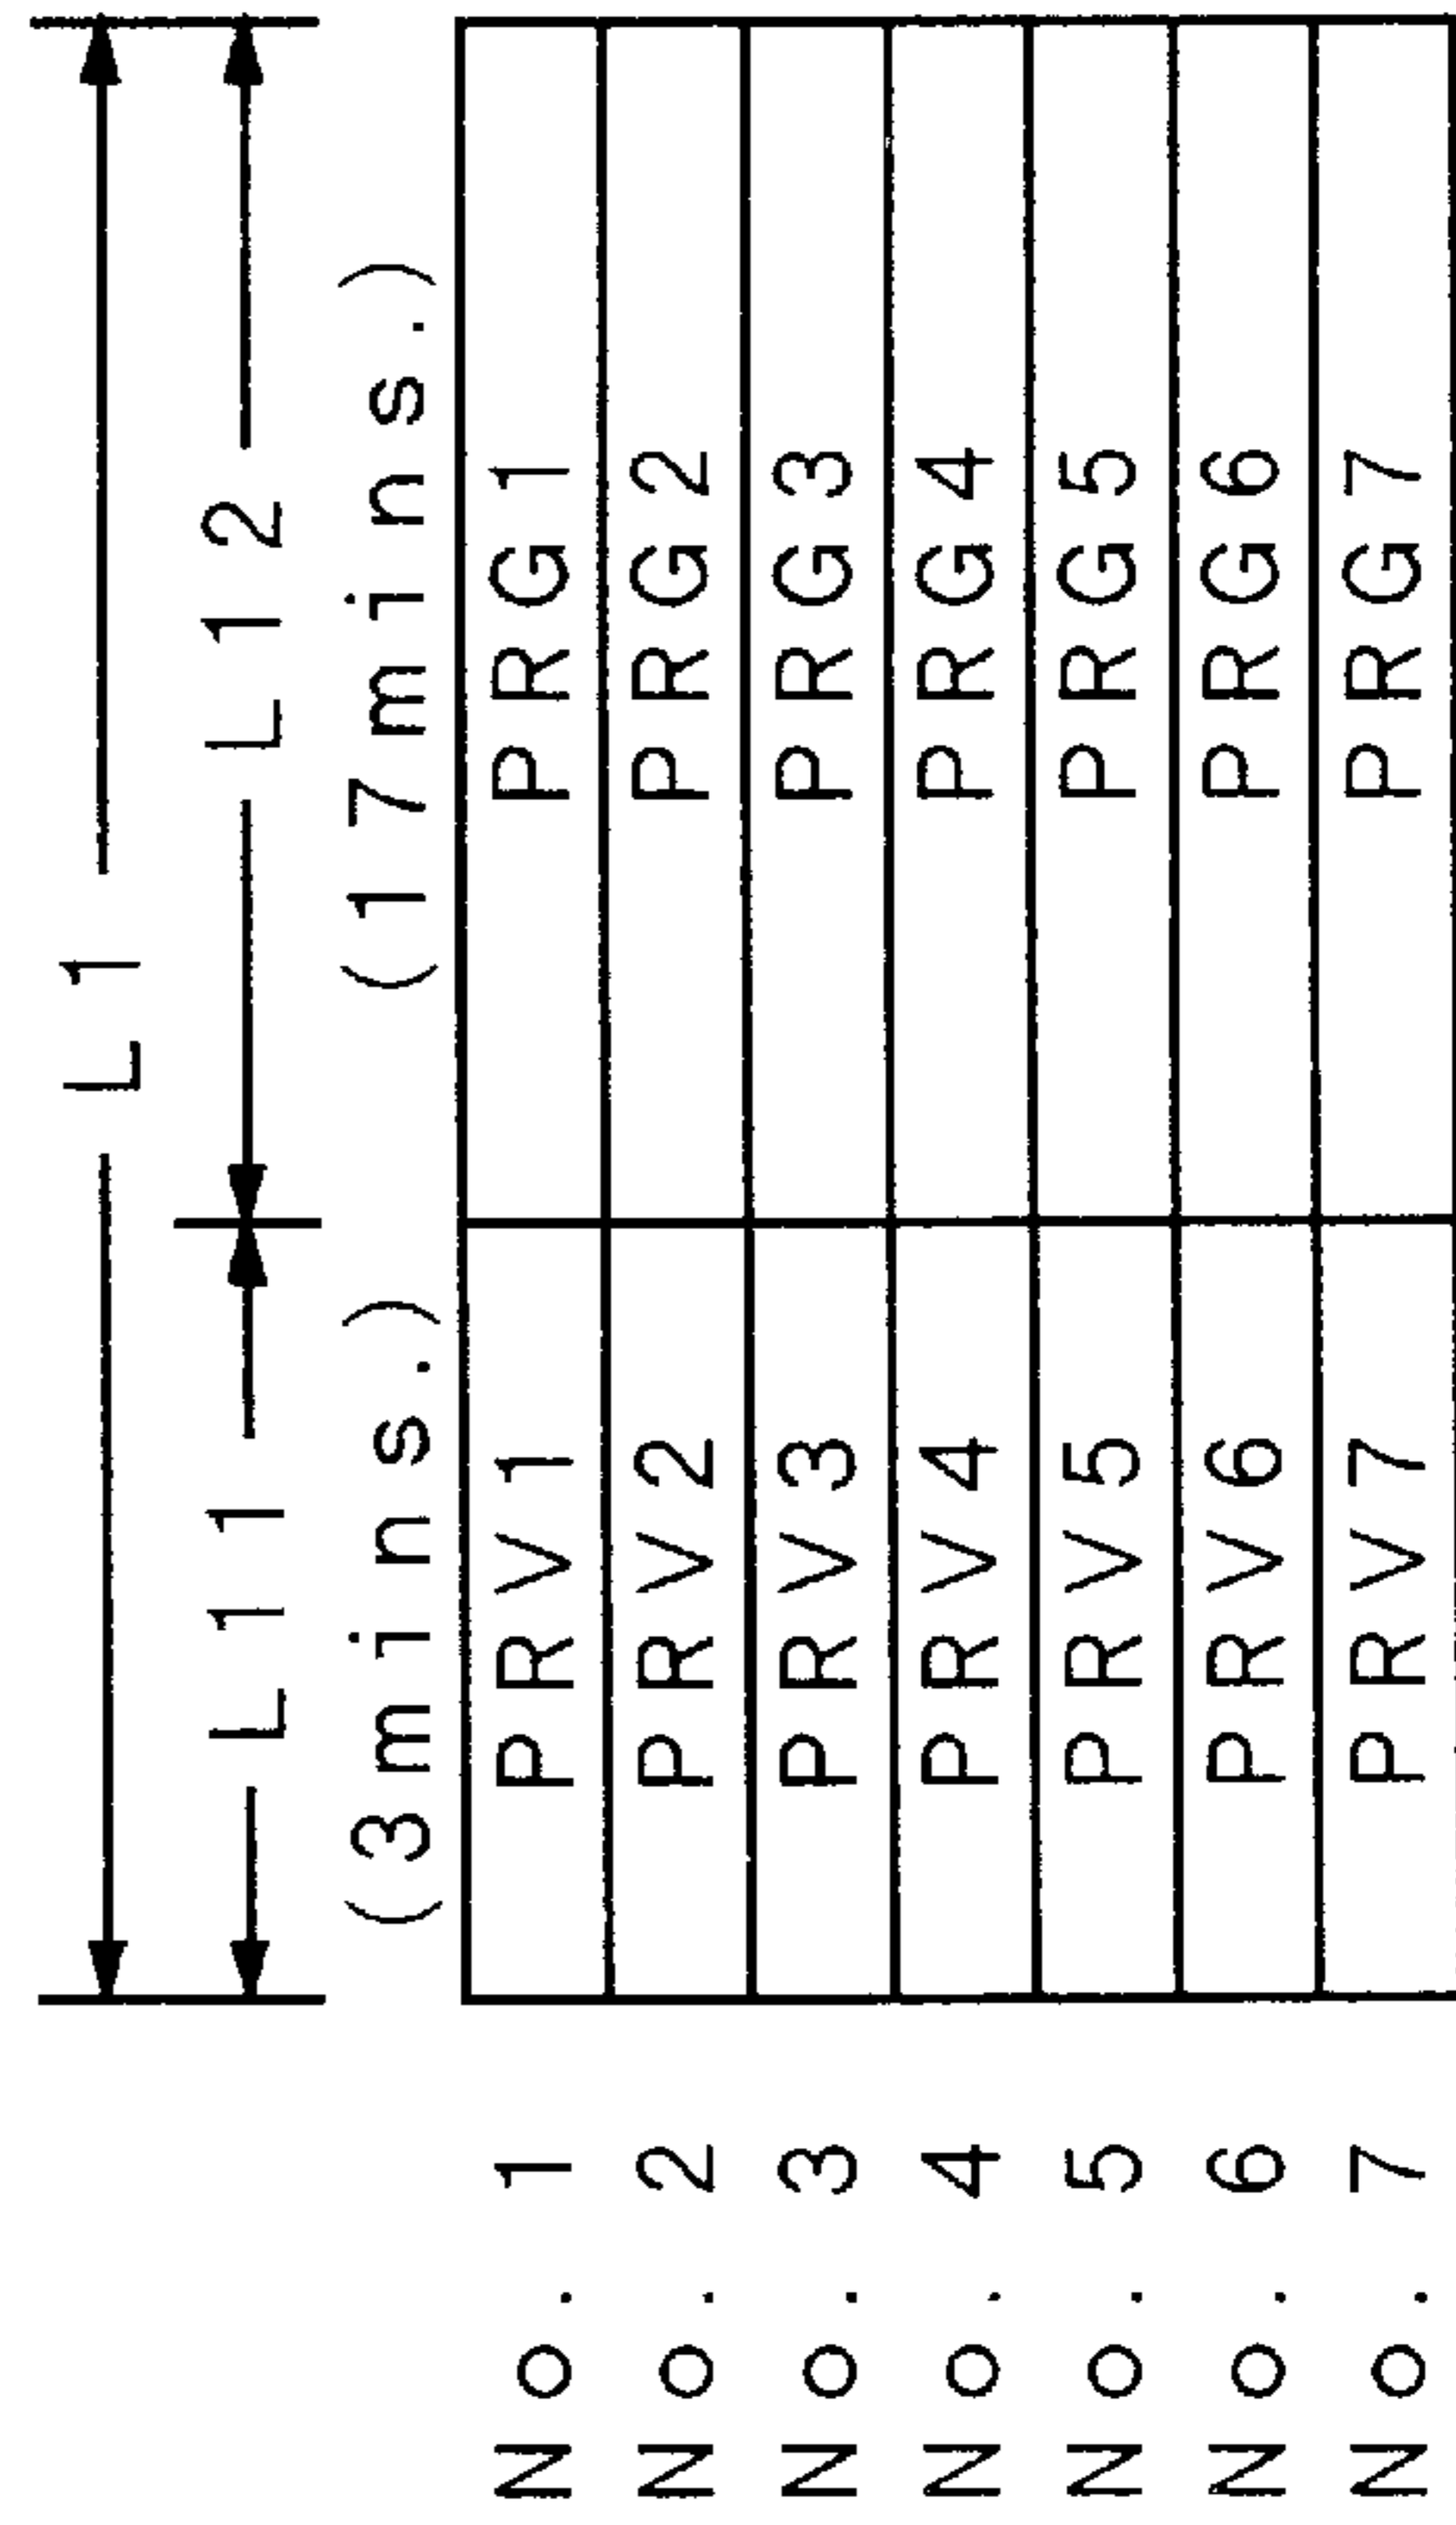 L1
L11 L12
(3mins.) (17mins.)
No. 1 PRV1 PRG1
No. 2 PRV2 PRG2
No. 3 PRV3 PRG3
No. 4 PRV4 PRG4
No. 5 PRV5 PRG5
No. 6 PRV6 PRG6
No. 7 PRV7 PRG7